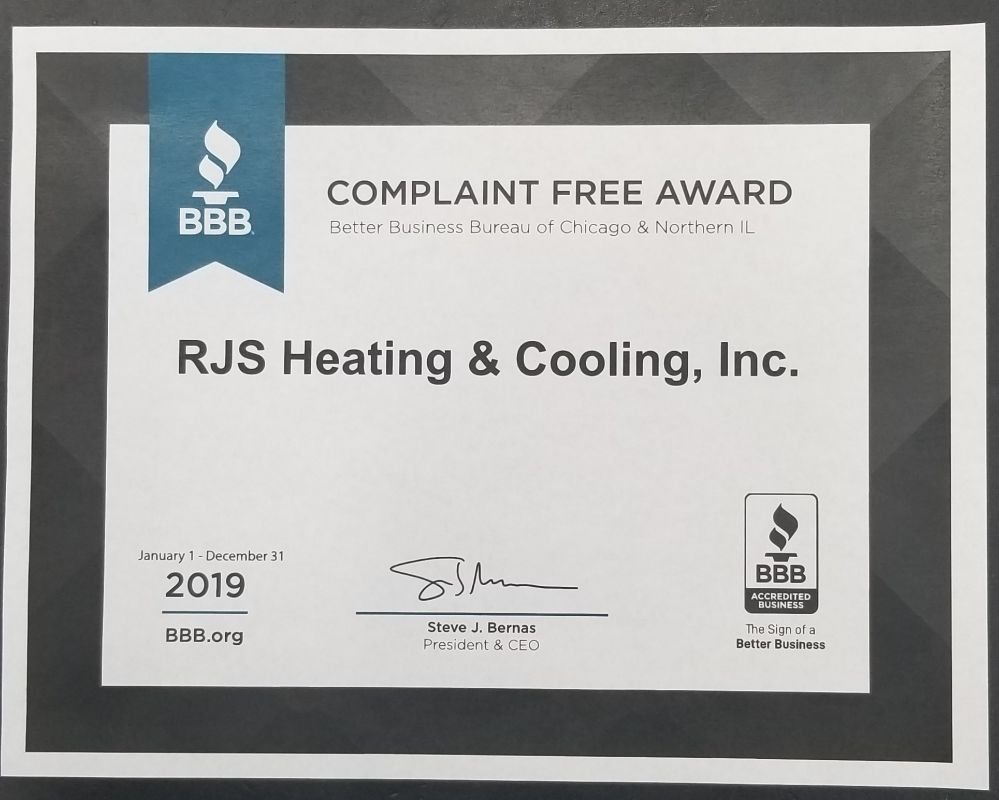 BBB
COMPLAINT FREE AWARD
Better Business Bureau of Chicago & Northern IL
RJS Heating & Cooling, Inc.
January 1 - December 31
2019
BBB.org
Steve J. Bernas
President & CEO
BBB
ACCREDITED
BUSINESS
The Sign of a
Better Business